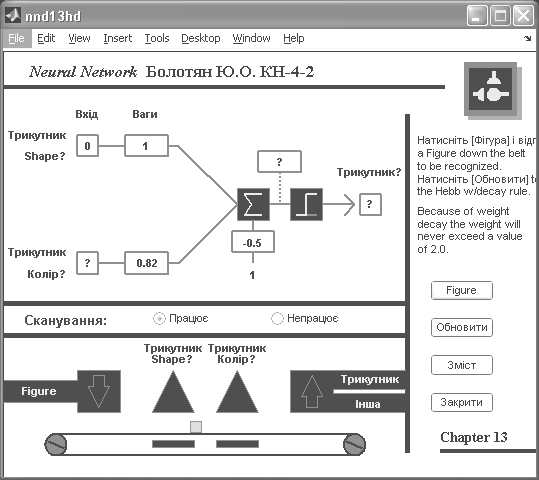 nnd13hd
File Edit View Insert Tools Desktop Window Help
Neural Network Болотян Ю.О. КН-4-2
Вхід Ваги
Трикутник
Shape?
0 1
?
Трикутник?
?
-0.5
1
Трикутник
Колір?
? 0.82
Натисніть [Фігура] і відп
a Figure down the belt
to be recognized.
Натисніть [Обновити] to
the Hebb w/decay rule.
Because of weight
decay the weight will
never exceed a value
of 2.0.
Figure
Обновити
Зміст
Закрити
Chapter 13
Сканування: Працює Непрацює
Трикутник Трикутник
Shape? Колір?
Figure
Трикутник
Інша